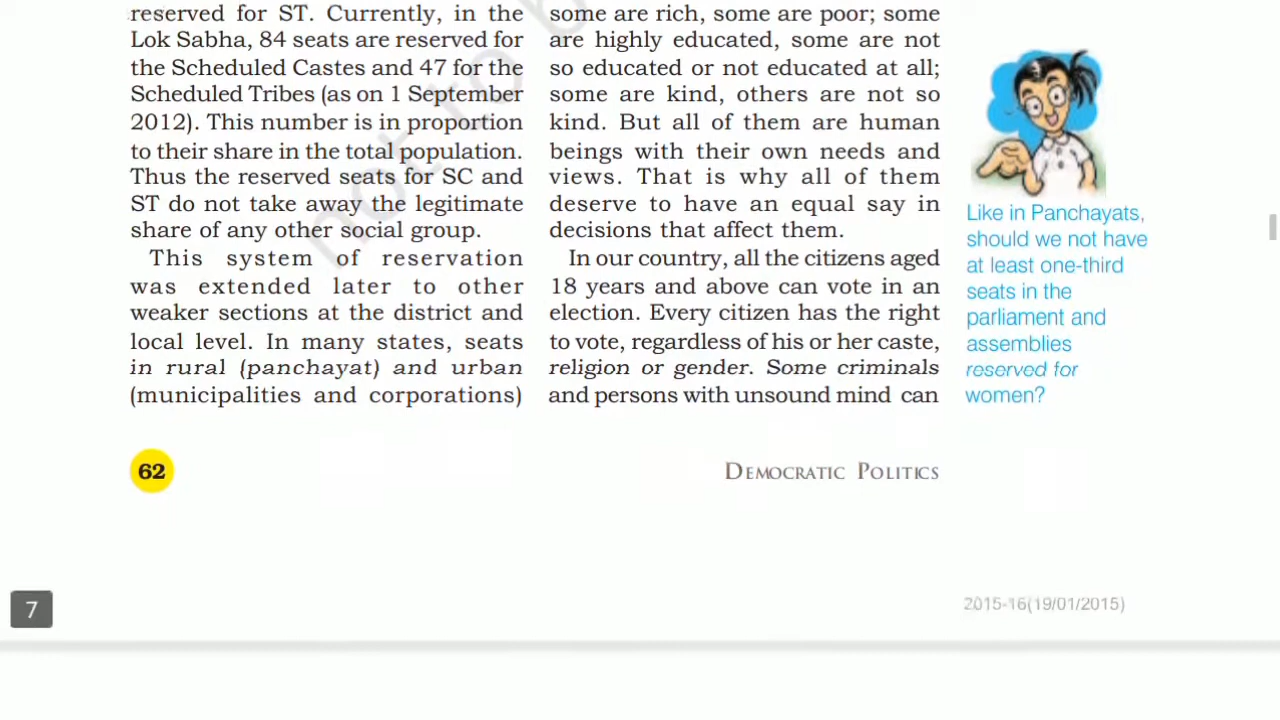 reserved for ST. Currently, in the
Lok Sabha, 84 seats are reserved for
the Scheduled Castes and 47 for the
Scheduled Tribes (as on 1 September
2012). This number is in proportion
to their share in the total population.
Thus the reserved seats for SC and
ST do not take away the legitimate
share of any other social group.
This system of reservation
was extended later to other
weaker sections at the district and
local level. In many states, seats
in rural (panchayat) and urban
(municipalities and corporations)
some are rich, some are poor; some
are highly educated, some are not
so educated or not educated at all;
some are kind, others are not so
kind. But all of them are human
beings with their own needs and
views. That is why all of them
deserve to have an equal say in
decisions that affect them.
In our country, all the citizens aged
18 years and above can vote in an
election. Every citizen has the right
to vote, regardless of his or her caste,
religion or gender. Some criminals
and persons with unsound mind can
Like in Panchayats,
should we not have
at least one-third
seats in the
parliament and
assemblies
reserved for
women?
not to b
62
DEMOCRATIC POLITICS
7
2015-16(19/01/2015)